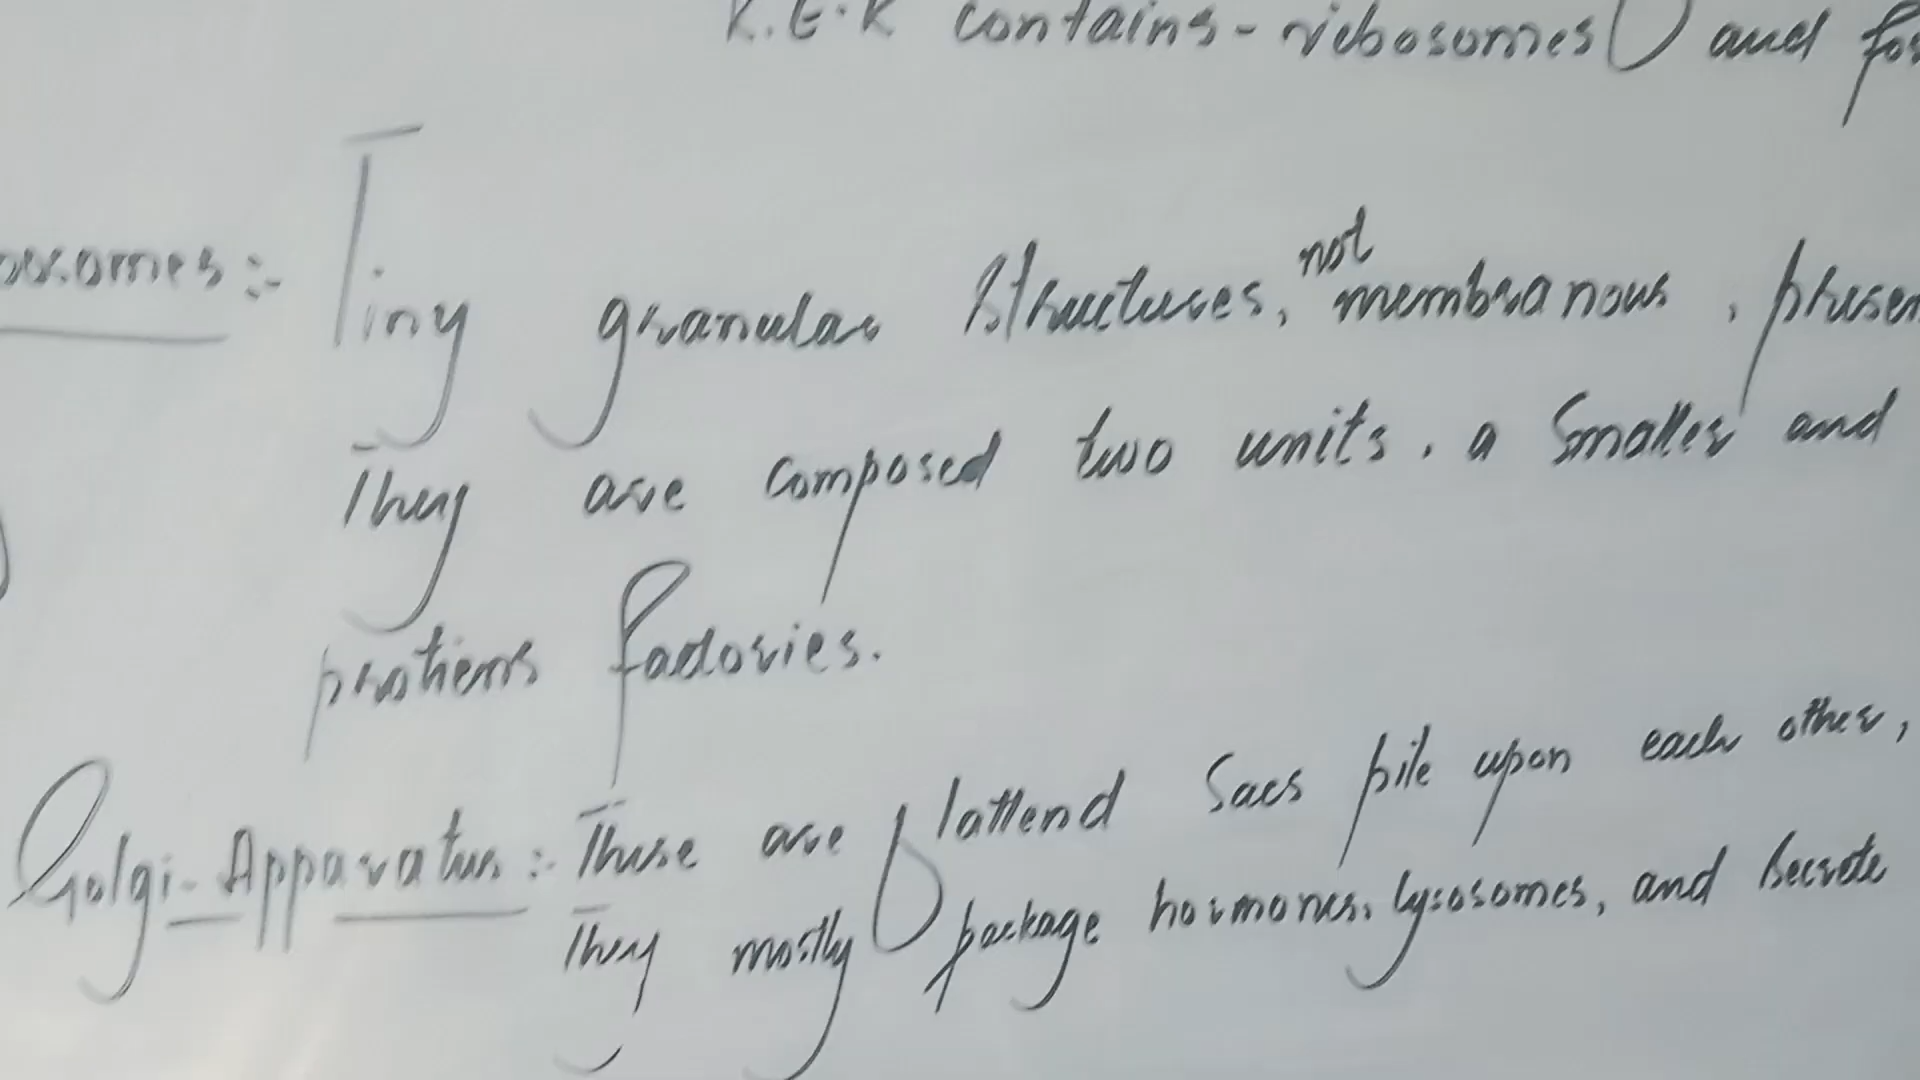 R.E.R contains - ribosomes and
osomes :- Tiny granular structures, not membranous, presen
They are composed two units, a smaller and
protiens factories.
Golgi-Apparatus :- These are flattend sacs pile upon each other,
They mostly package hormones, lysosomes, and secrete